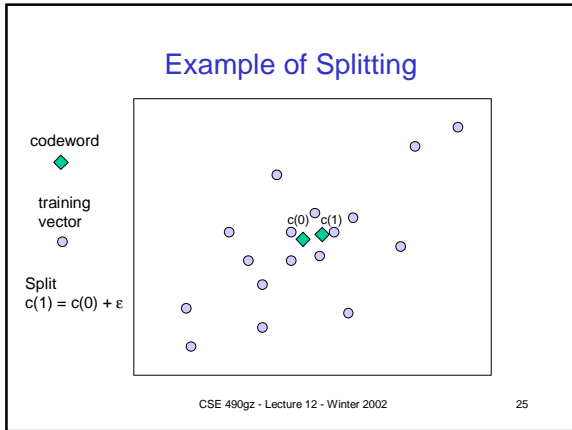 Example of Splitting
codeword
training
vector
Split
c(1) = c(0) + ε
c(0) c(1)
CSE 490gz - Lecture 12 - Winter 2002 25